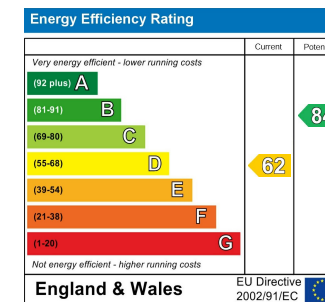 Energy Efficiency Rating
Current
Very energy efficient - lower running costs
(92 plus) A
(81-91) B
84
(69-80) C
(55-68) D
62
(39-54) E
(21-38) F
(1-20) G
Not energy efficient - higher running costs
England & Wales
EU Directive
2002/91/EC